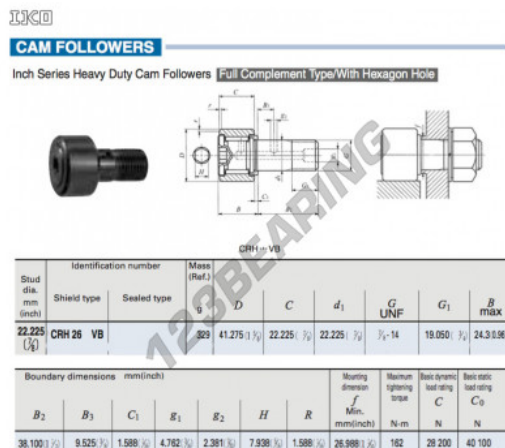 IKO
CAM FOLLOWERS
Inch Series Heavy Duty Cam Followers Full Complement Type/With Hexagon Hole
CRH…VB
123BEARING
Stud dia. mm (inch)
Identification number
Shield type Sealed type
Mass (Ref.) g
D C d1 G UNF G1 B max
22.225 (7/8) CRH 26 VB 329 41.275 22.225 22.225 7/8-14 19.050 24.3
Boundary dimensions mm(inch)
B2 B3 C1 g1 g2 H R
Mounting dimension f Min. mm(inch)
Maximum tightening torque N-m
Basic dynamic load rating C N
Basic static load rating C0 N
38.100 9.525 1.588 4.762 2.381 7.938 1.588 26.988 162 28 200 40 100